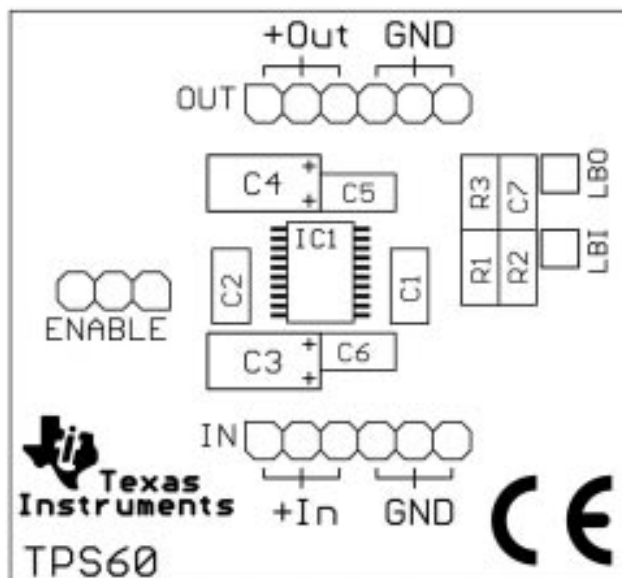 +Out GND
OUT
C4
C5
R3
C7
LBO
IC1
C2
C1
R1
R2
LBI
ENABLE
C3
C6
IN
+In GND
Texas
Instruments
CE
TPS60